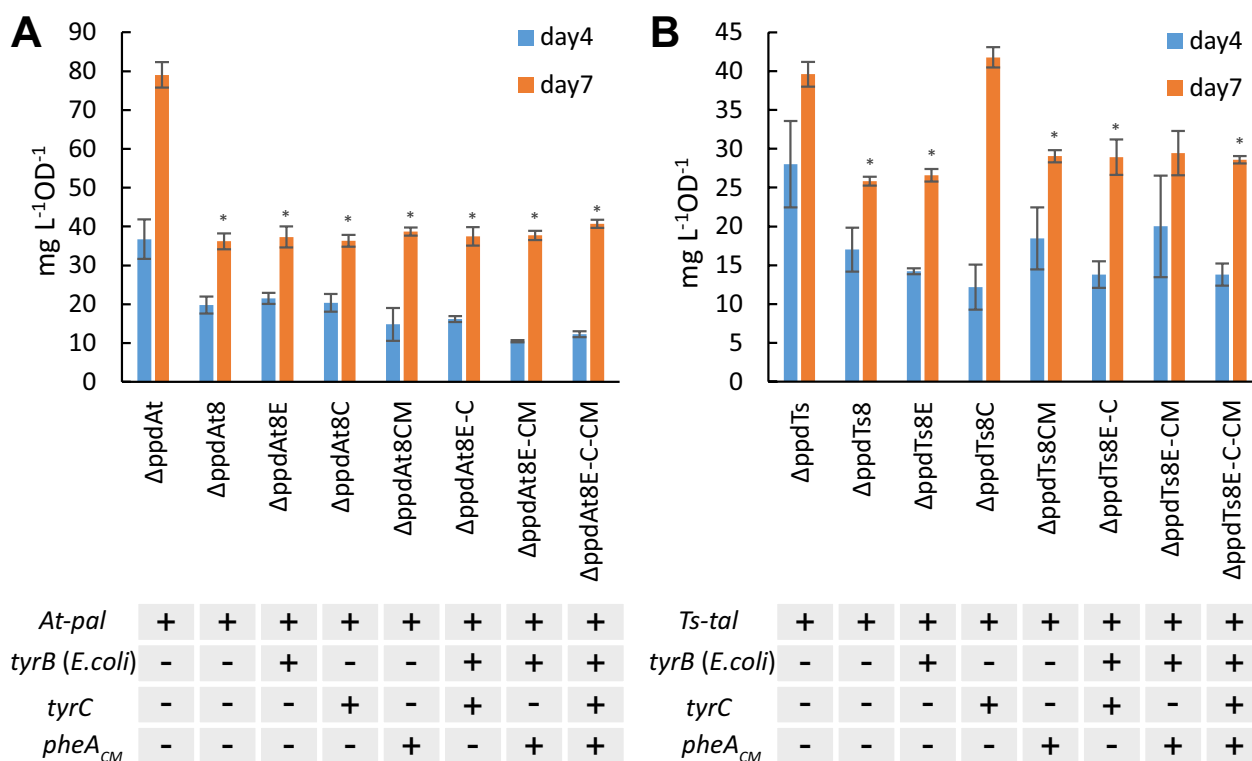 A
mg L-1OD-1
90
80
70
60
50
40
30
20
10
0
day4
day7
* * * * * * *
ΔppdAt
ΔppdAt8
ΔppdAt8E
ΔppdAt8C
ΔppdAt8CM
ΔppdAt8E-C
ΔppdAt8E-CM
ΔppdAt8E-C-CM
At-pal + + + + + + + +
tyrB (E.coli) - - + - - + + +
tyrC - - - + - + - +
pheACM - - - - + - + +
B
mg L-1OD-1
45
40
35
30
25
20
15
10
5
0
day4
day7
* * * * *
ΔppdTs
ΔppdTs8
ΔppdTs8E
ΔppdTs8C
ΔppdTs8CM
ΔppdTs8E-C
ΔppdTs8E-CM
ΔppdTs8E-C-CM
Ts-tal + + + + + + + +
tyrB (E.coli) - - + - - + + +
tyrC - - - + - + - +
pheACM - - - - + - + +